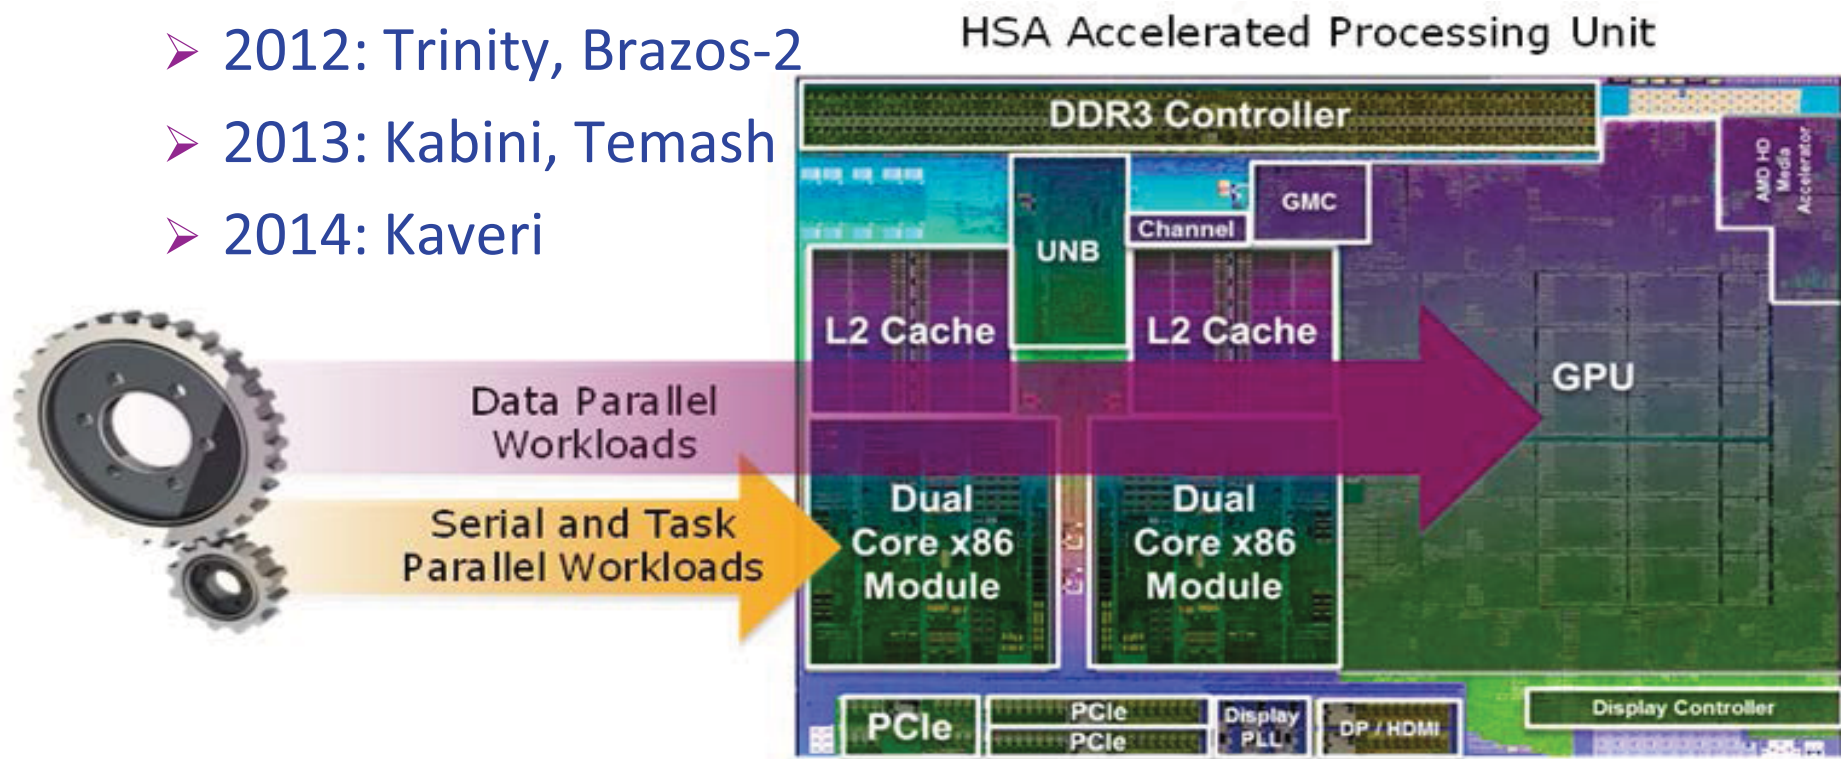 2012: Trinity, Brazos-2
2013: Kabini, Temash
2014: Kaveri
HSA Accelerated Processing Unit
DDR3 Controller
UNB
Channel
GMC
AMD HD
Media
Accelerator
L2 Cache
L2 Cache
GPU
Data Parallel
Workloads
Serial and Task
Parallel Workloads
Dual
Core x86
Module
Dual
Core x86
Module
PCIe
PCIe
PCIe
Display
PLL
DP / HDMI
Display Controller